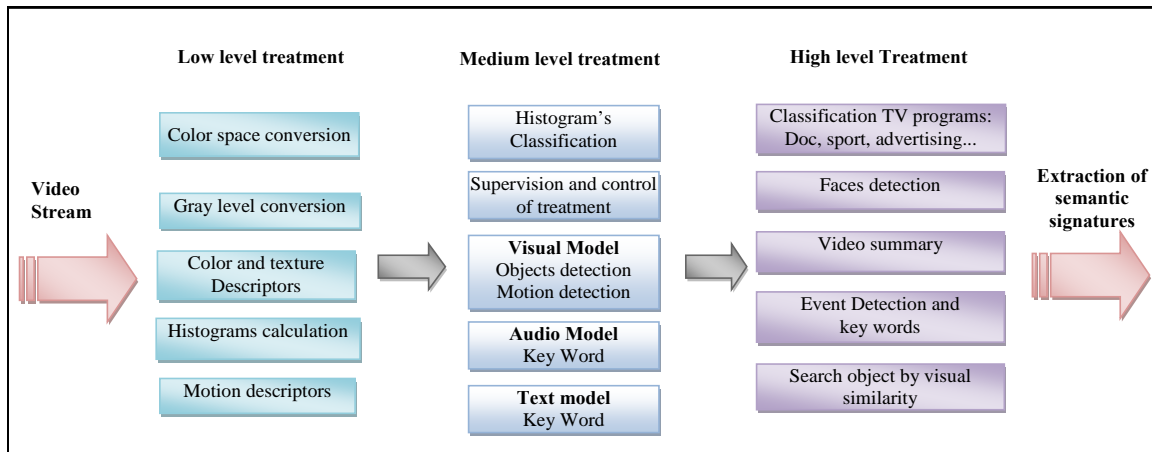 Low level treatment
Medium level treatment
High level Treatment
Video
Stream
Color space conversion
Gray level conversion
Color and texture
Descriptors
Histograms calculation
Motion descriptors
Histogram's
Classification
Supervision and control
of treatment
Visual Model
Objects detection
Motion detection
Audio Model
Key Word
Text model
Key Word
Classification TV programs:
Doc, sport, advertising...
Faces detection
Video summary
Event Detection and
key words
Search object by visual
similarity
Extraction of
semantic
signatures